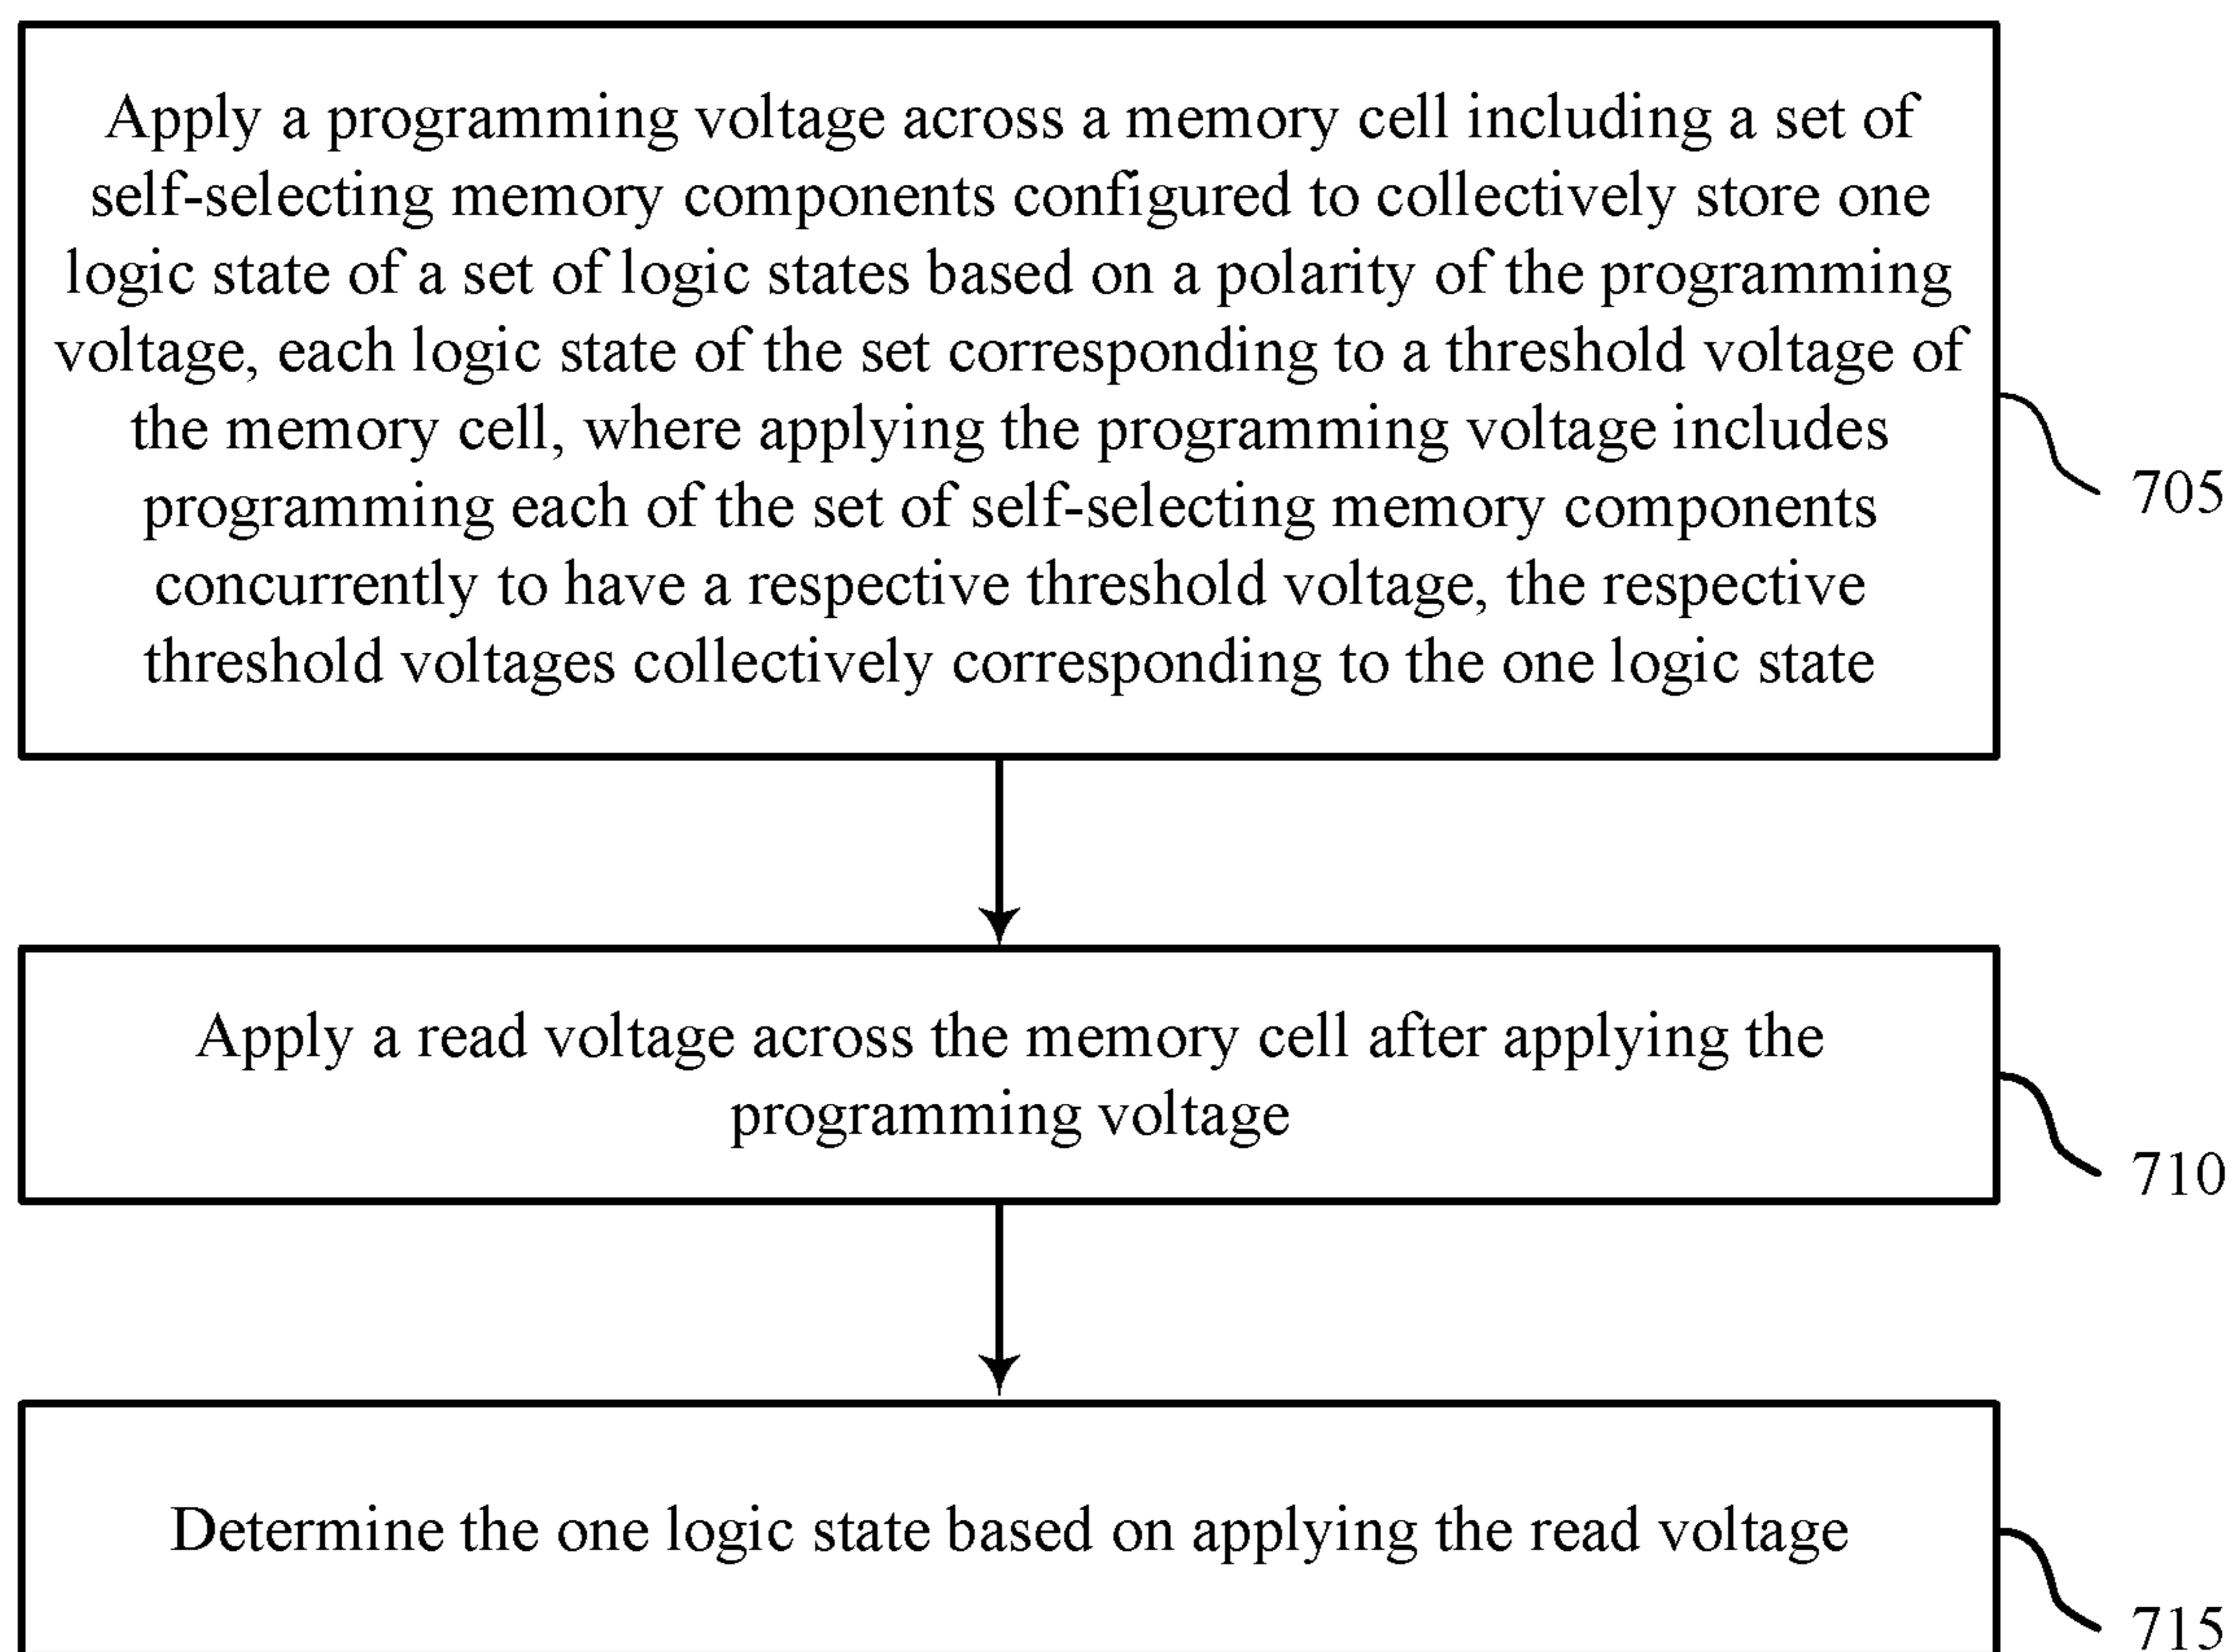 Apply a programming voltage across a memory cell including a set of
self-selecting memory components configured to collectively store one
logic state of a set of logic states based on a polarity of the programming
voltage, each logic state of the set corresponding to a threshold voltage of
the memory cell, where applying the programming voltage includes
programming each of the set of self-selecting memory components
concurrently to have a respective threshold voltage, the respective
threshold voltages collectively corresponding to the one logic state
705
Apply a read voltage across the memory cell after applying the
programming voltage
710
Determine the one logic state based on applying the read voltage
715